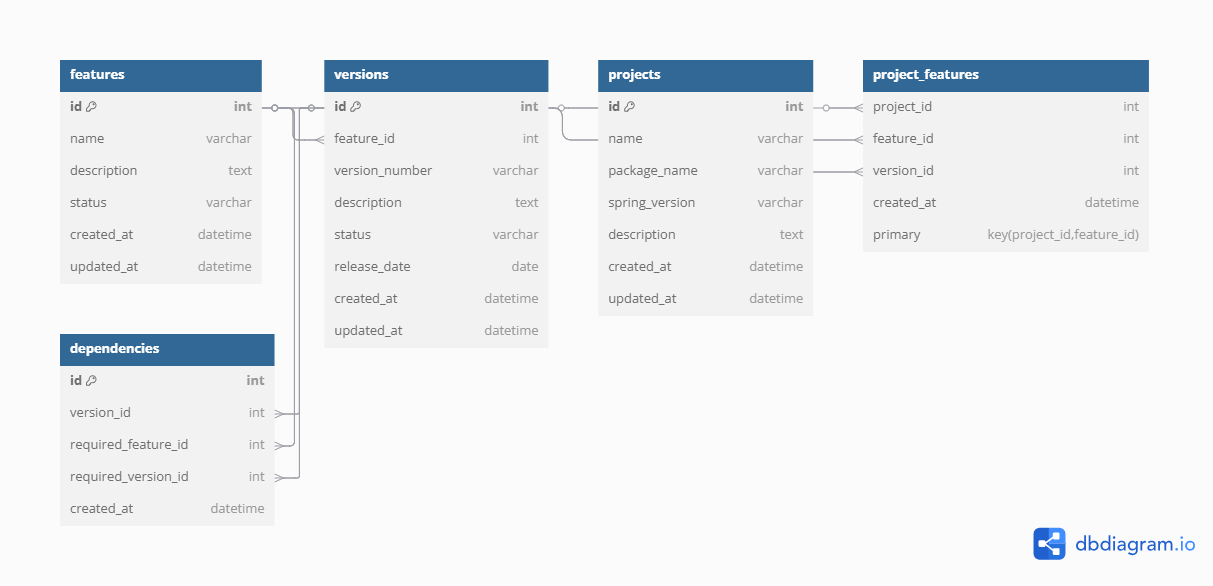 features
id int
name varchar
description text
status varchar
created_at datetime
updated_at datetime
versions
id int
feature_id int
version_number varchar
description text
status varchar
release_date date
created_at datetime
updated_at datetime
projects
id int
name varchar
package_name varchar
spring_version varchar
description text
created_at datetime
updated_at datetime
project_features
project_id int
feature_id int
version_id int
created_at datetime
primary key(project_id,feature_id)
dependencies
id int
version_id int
required_feature_id int
required_version_id int
created_at datetime
dbdiagram.io